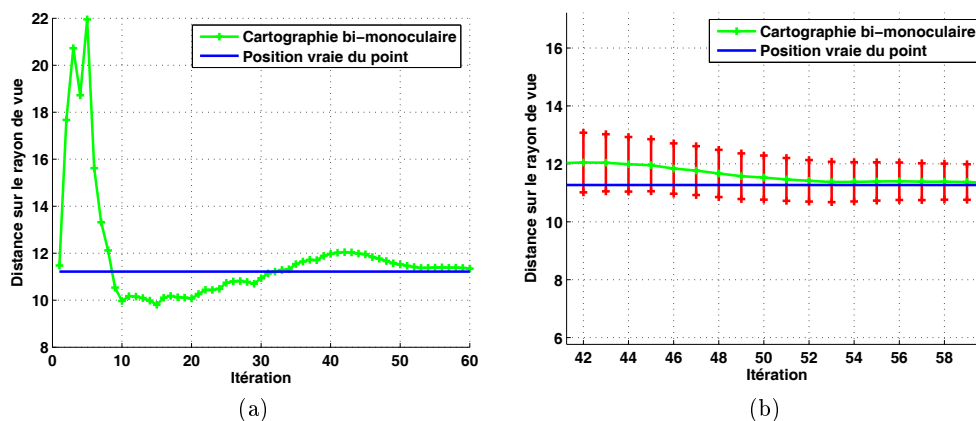 22
20
18
16
14
12
10
8
Distance sur le rayon de vue
Cartographie bi−monoculaire
Position vraie du point
0 10 20 30 40 50 60
Itération
(a)
16
14
12
10
8
6
Distance sur le rayon de vue
Cartographie bi−monoculaire
Position vraie du point
42 44 46 48 50 52 54 56 58
Itération
(b)